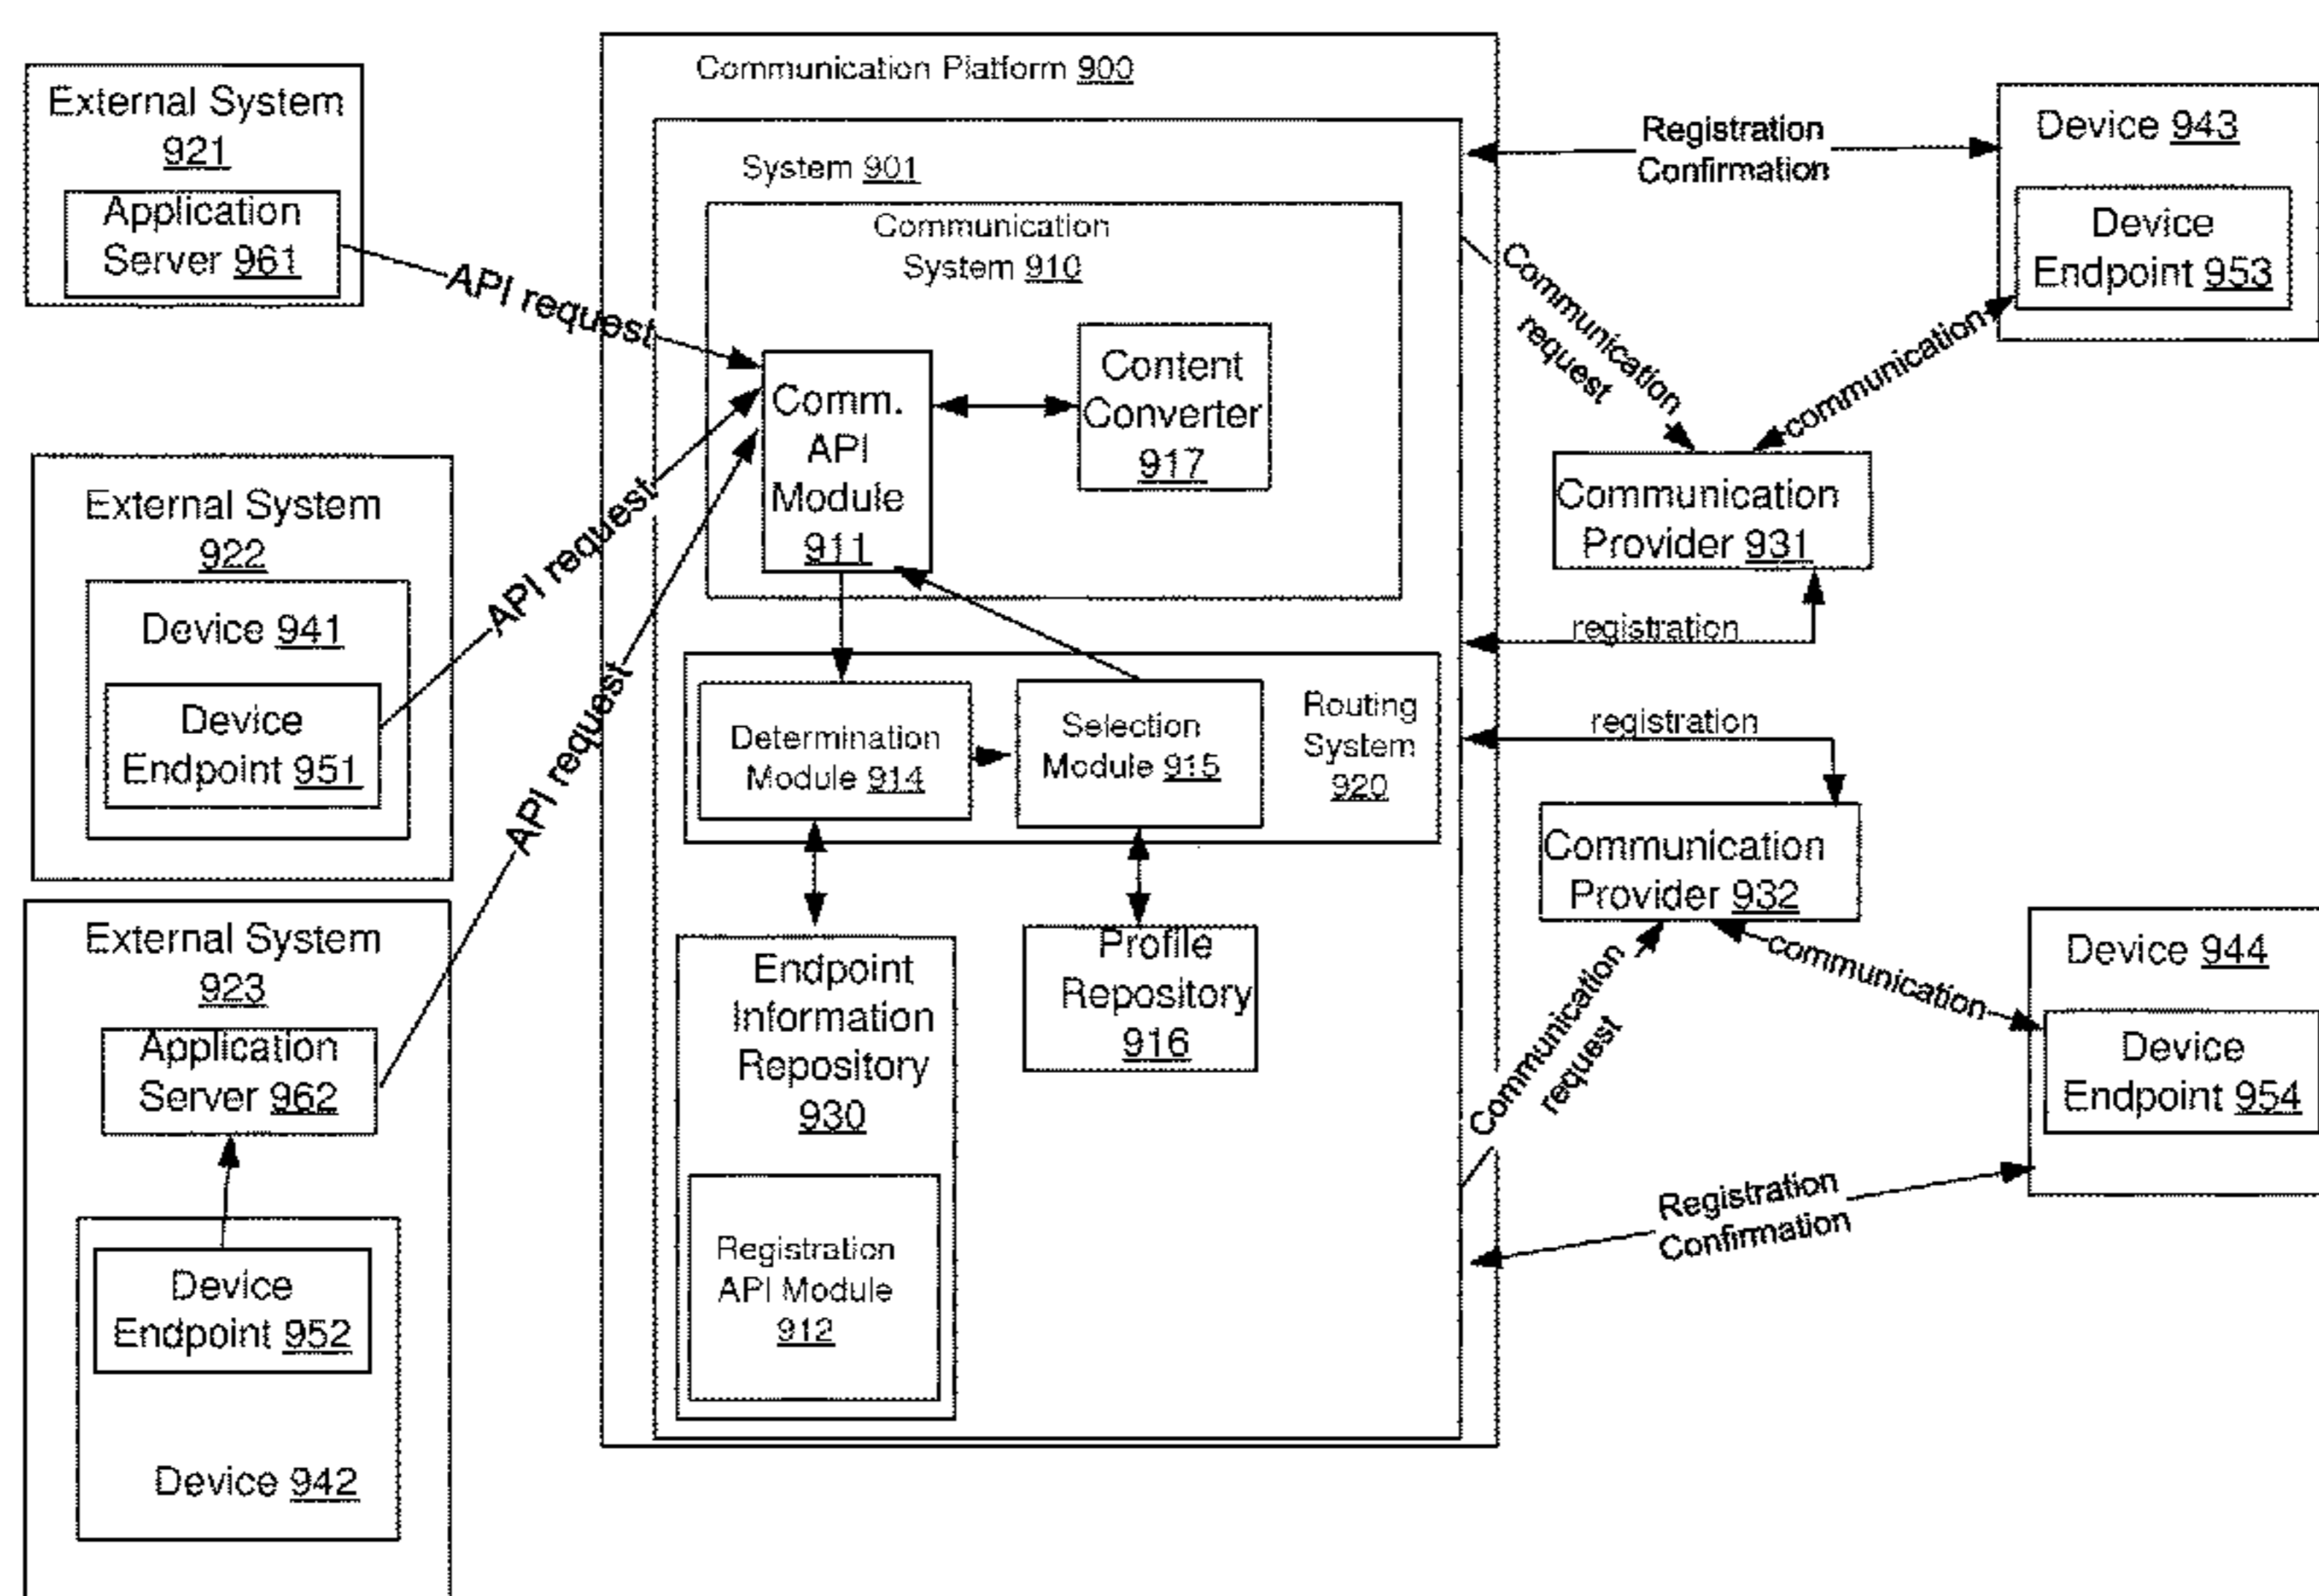 External System
921
Application
Server 961
API request
External System
922
Device 941
Device
Endpoint 951
API request
External System
923
Application
Server 962
API request
Device
Endpoint 952
Device 942
Communication Platform 900
System 901
Communication
System 910
Comm.
API
Module
911
Content
Converter
917
Determination
Module 914
Selection
Module 915
Routing
System
920
Endpoint
Information
Repository
930
Profile
Repository
916
Registration
API Module
912
Registration
Confirmation
Device 943
Device
Endpoint 953
Communication
request
communication
Communication
Provider 931
registration
registration
Communication
Provider 932
communication
Device 944
Device
Endpoint 954
Communication
request
Registration
Confirmation